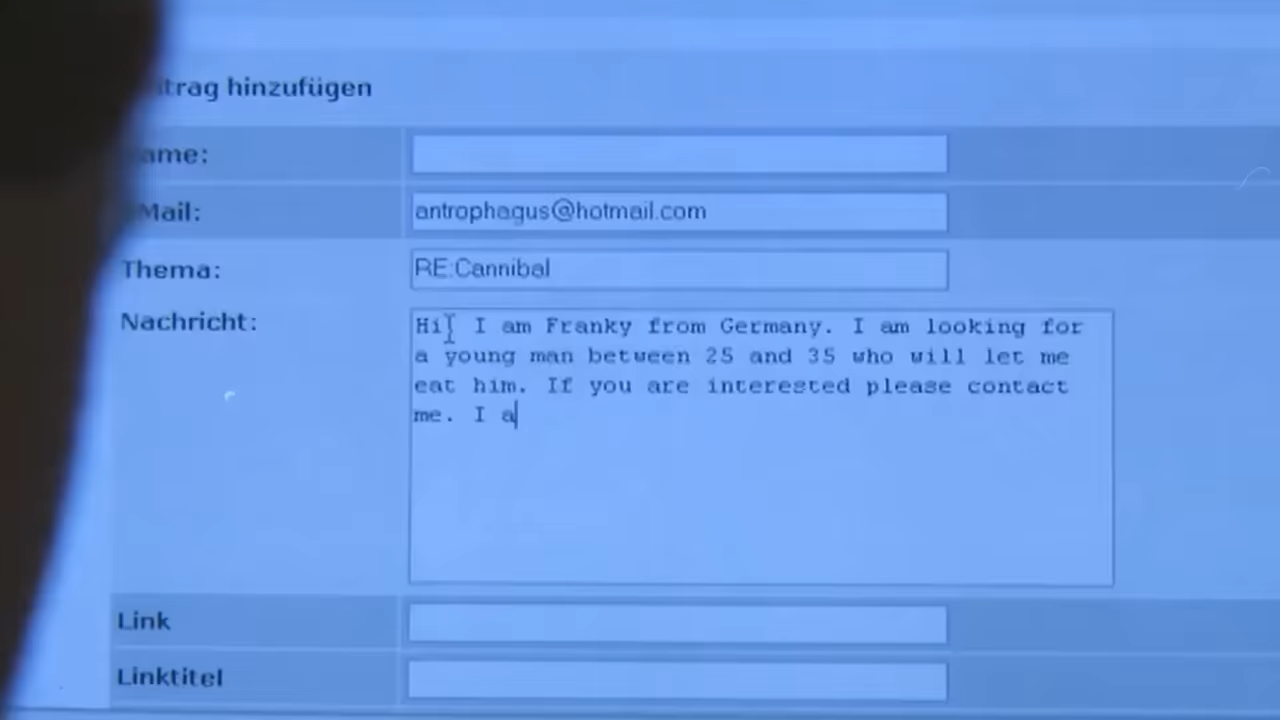 hinzufügen
Name:
Mail:
antrophagus@hotmail.com
Thema:
RE:Cannibal
Nachricht:
Hi, I am Franky from Germany. I am looking for
a young man between 25 and 35 who will let me
eat him. If you are interested please contact
me. I a
Link
Linktitel